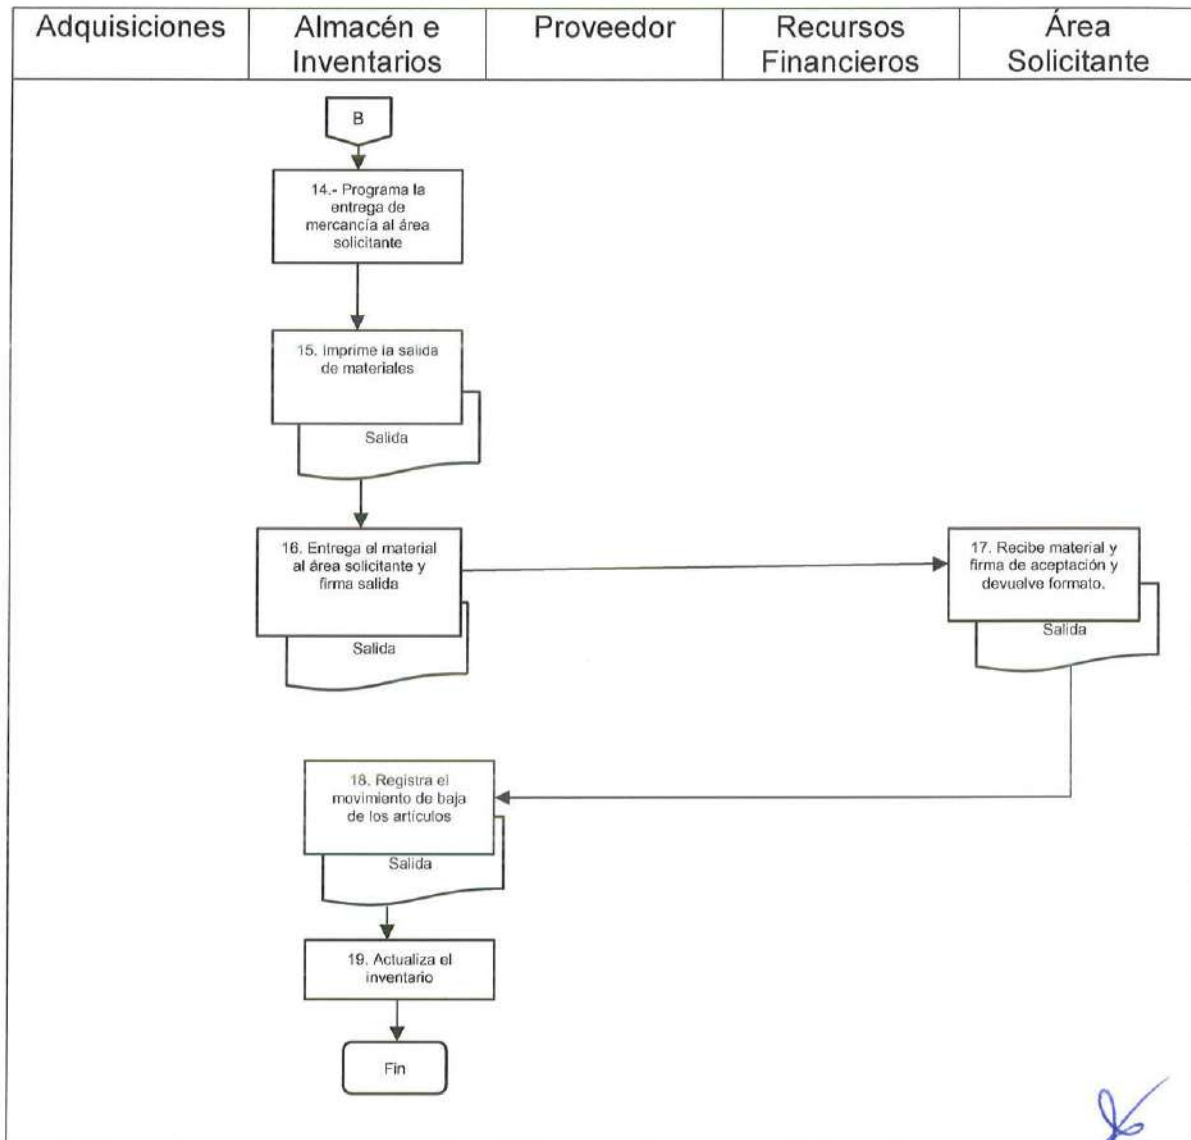 Adquisiciones
Almacén e
Inventarios
Proveedor
Recursos
Financieros
Área
Solicitante
B
14.- Programa la
entrega de
mercancía al área
solicitante
15. Imprime la salida
de materiales
Salida
16. Entrega el material
al área solicitante y
firma salida
Salida
17. Recibe material y
firma de aceptación y
devuelve formato.
Salida
18. Registra el
movimiento de baja
de los artículos
Salida
19. Actualiza el
inventario
Fin